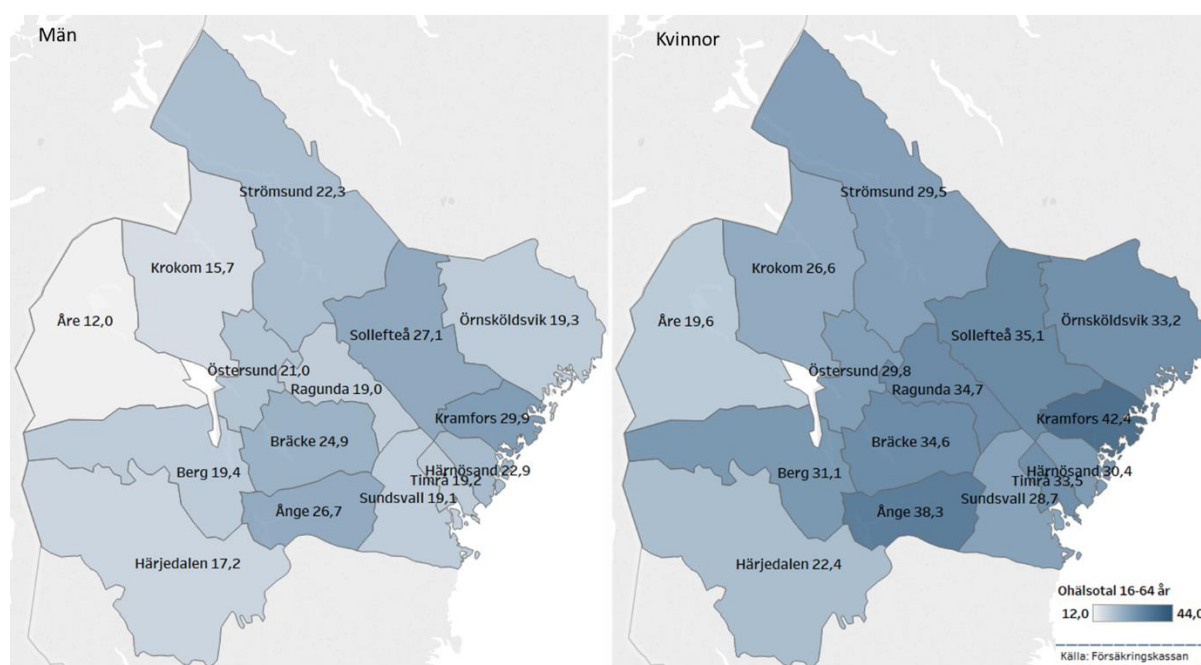 Män
Strömsund 22,3
Krokom 15,7
Åre 12,0
Örnsköldsvik 19,3
Sollefteå 27,1
Östersund 21,0
Ragunda 19,0
Kramfors 29,9
Bräcke 24,9
Berg 19,4
Härnösand 22,9
Timrå 19,2
Sundsvall 19,1
Ånge 26,7
Härjedalen 17,2
Kvinnor
Strömsund 29,5
Krokom 26,6
Åre 19,6
Örnsköldsvik 33,2
Sollefteå 35,1
Östersund 29,8
Ragunda 34,7
Kramfors 42,4
Bräcke 34,6
Berg 31,1
Härnösand 30,4
Timrå 33,5
Sundsvall 28,7
Ånge 38,3
Härjedalen 22,4
Ohälsotal 16-64 år
12,0 44,0
Källa: Försäkringskassan